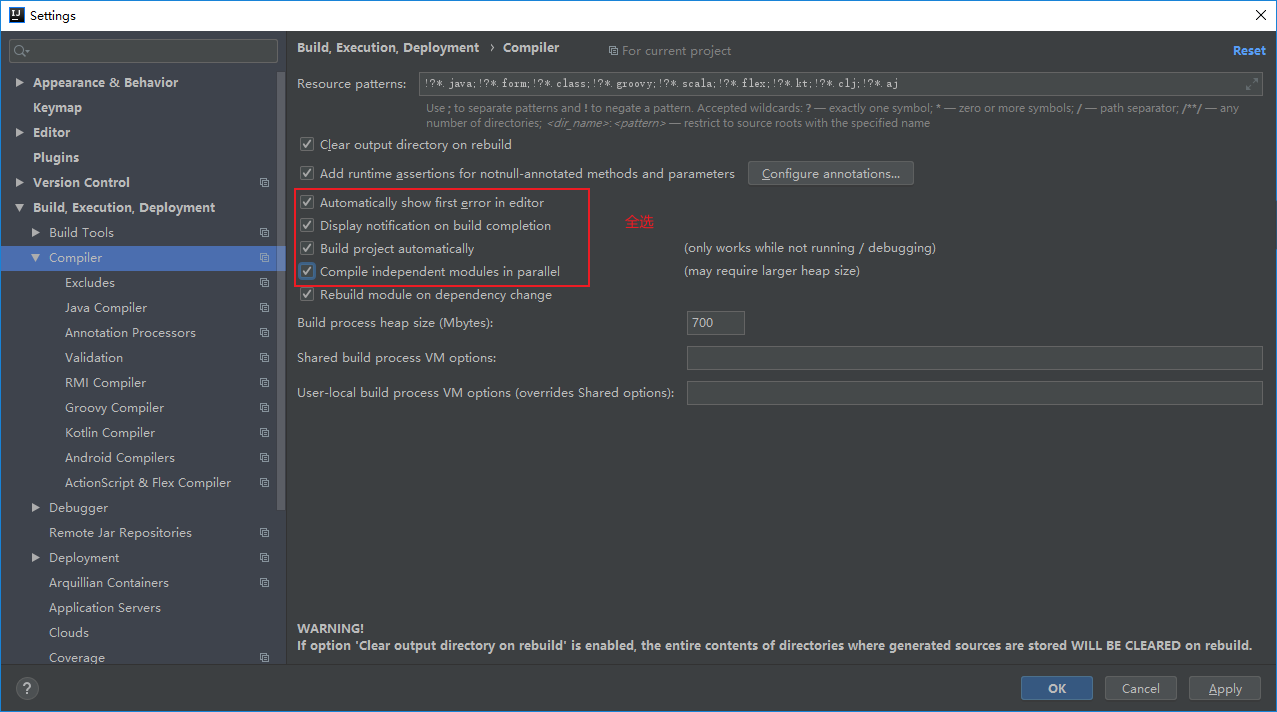 Settings
Build, Execution, Deployment › Compiler For current project Reset
Appearance & Behavior
Keymap
Editor
Plugins
Version Control
Build, Execution, Deployment
Build Tools
Compiler
Excludes
Java Compiler
Annotation Processors
Validation
RMI Compiler
Groovy Compiler
Kotlin Compiler
Android Compilers
ActionScript & Flex Compiler
Debugger
Remote Jar Repositories
Deployment
Arquillian Containers
Application Servers
Clouds
Coverage
Resource patterns: !?*.java;!?*.form;!?*.class;!?*.groovy;!?*.scala;!?*.flex;!?*.kt;!?*.clj;!?*.aj
Use ; to separate patterns and ! to negate a pattern. Accepted wildcards: ? — exactly one symbol; * — zero or more symbols; / — path separator; /**/ — any
number of directories; <dir_name>:<pattern> — restrict to source roots with the specified name
Clear output directory on rebuild
Add runtime assertions for notnull-annotated methods and parameters Configure annotations...
Automatically show first error in editor
全选
Display notification on build completion
Build project automatically (only works while not running / debugging)
Compile independent modules in parallel (may require larger heap size)
Rebuild module on dependency change
Build process heap size (Mbytes): 700
Shared build process VM options:
User-local build process VM options (overrides Shared options):
WARNING!
If option 'Clear output directory on rebuild' is enabled, the entire contents of directories where generated sources are stored WILL BE CLEARED on rebuild.
? OK Cancel Apply